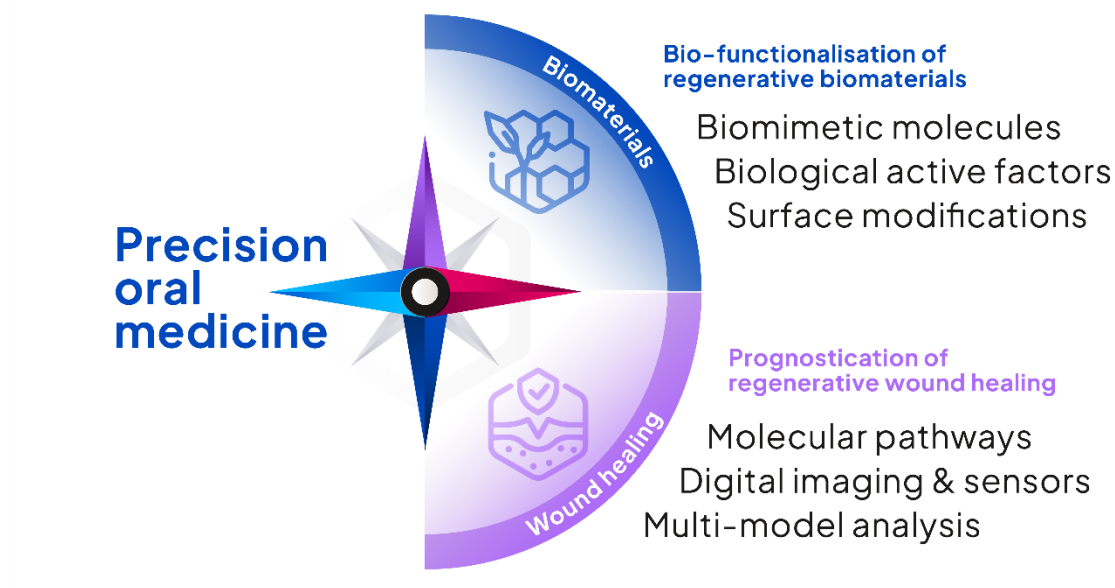 Precision
oral
medicine
Biomaterials
Bio-functionalisation of
regenerative biomaterials
Biomimetic molecules
Biological active factors
Surface modifications
Wound healing
Prognostication of
regenerative wound healing
Molecular pathways
Digital imaging & sensors
Multi-model analysis